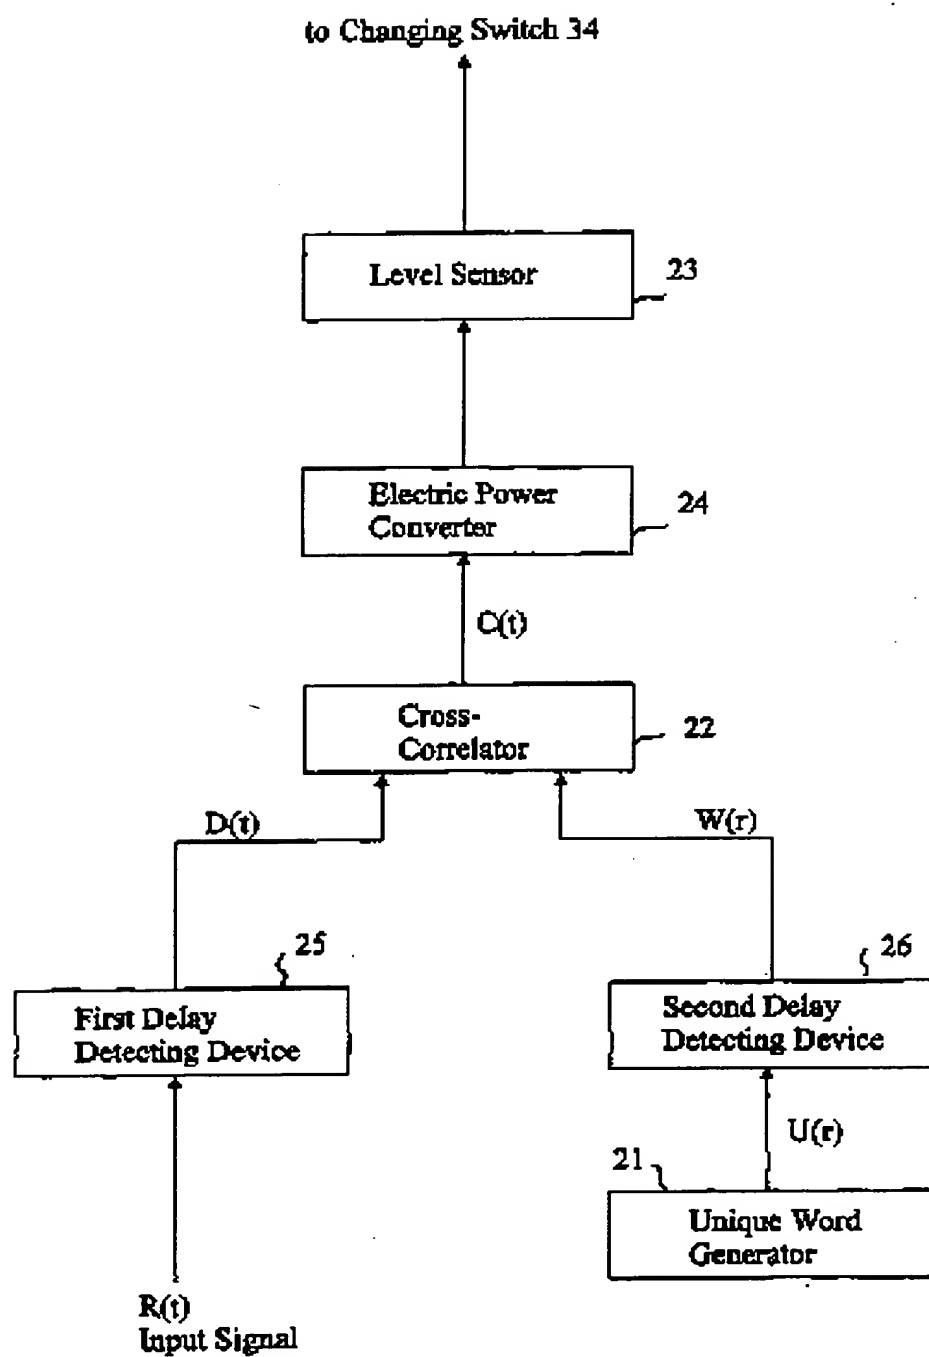 to Changing Switch 34
Level Sensor
23
Electric Power
Converter
24
C(t)
Cross-
Correlator
22
D(t)
W(r)
25
26
First Delay
Detecting Device
Second Delay
Detecting Device
U(r)
21
Unique Word
Generator
R(t)
Input Signal